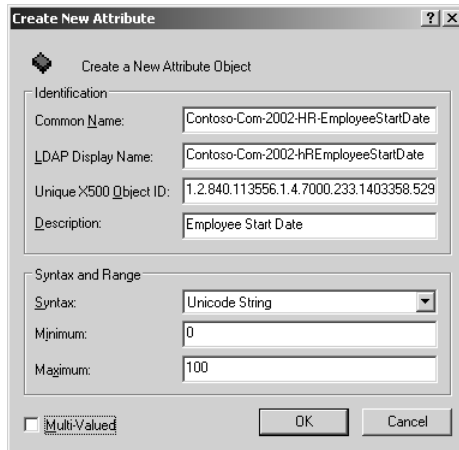 Create New Attribute
Create a New Attribute Object
Identification
Common Name: Contoso-Com-2002-HR-EmployeeStartDate
LDAP Display Name: Contoso-Com-2002-hREmployeeStartDate
Unique X500 Object ID: 1.2.840.113556.1.4.7000.233.1403358.529
Description: Employee Start Date
Syntax and Range
Syntax: Unicode String
Minimum: 0
Maximum: 100
Multi-Valued OK Cancel